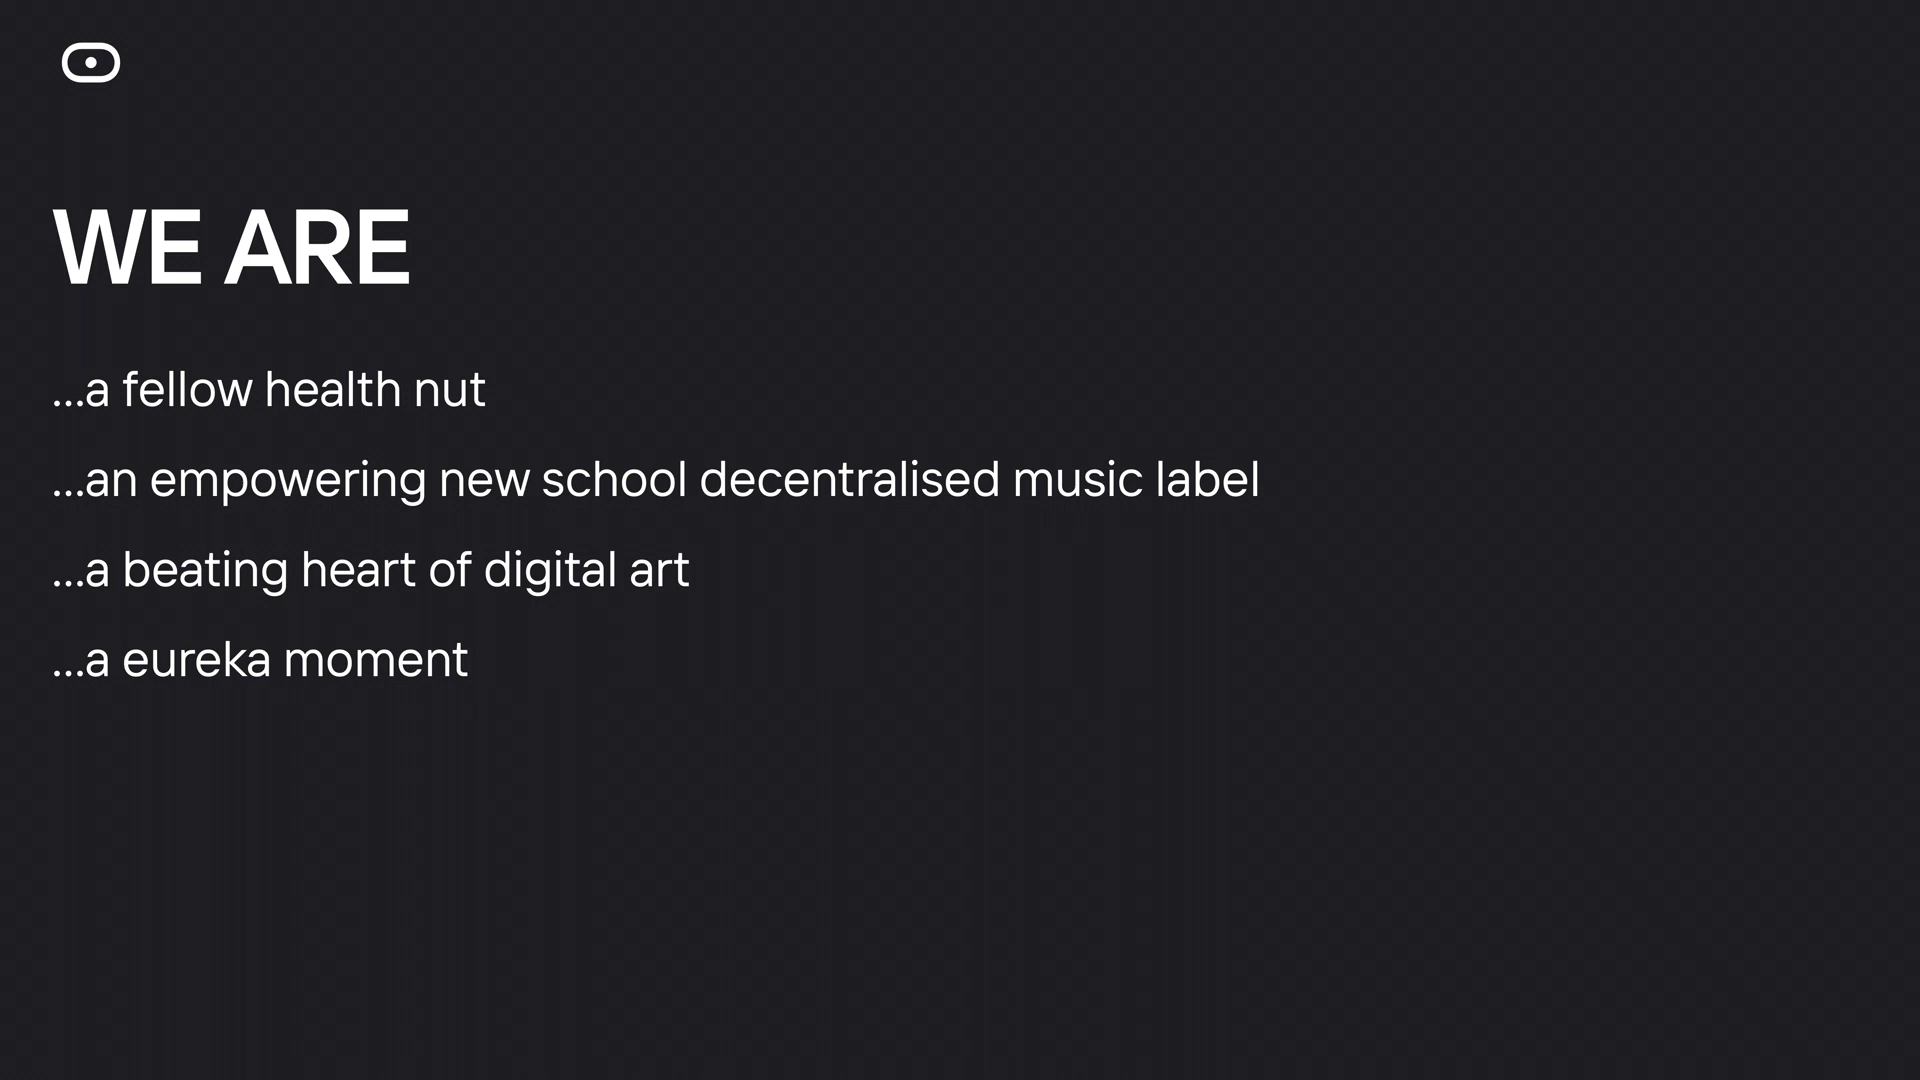 WE ARE
...a fellow health nut
...an empowering new school decentralised music label
...a beating heart of digital art
...a eureka moment